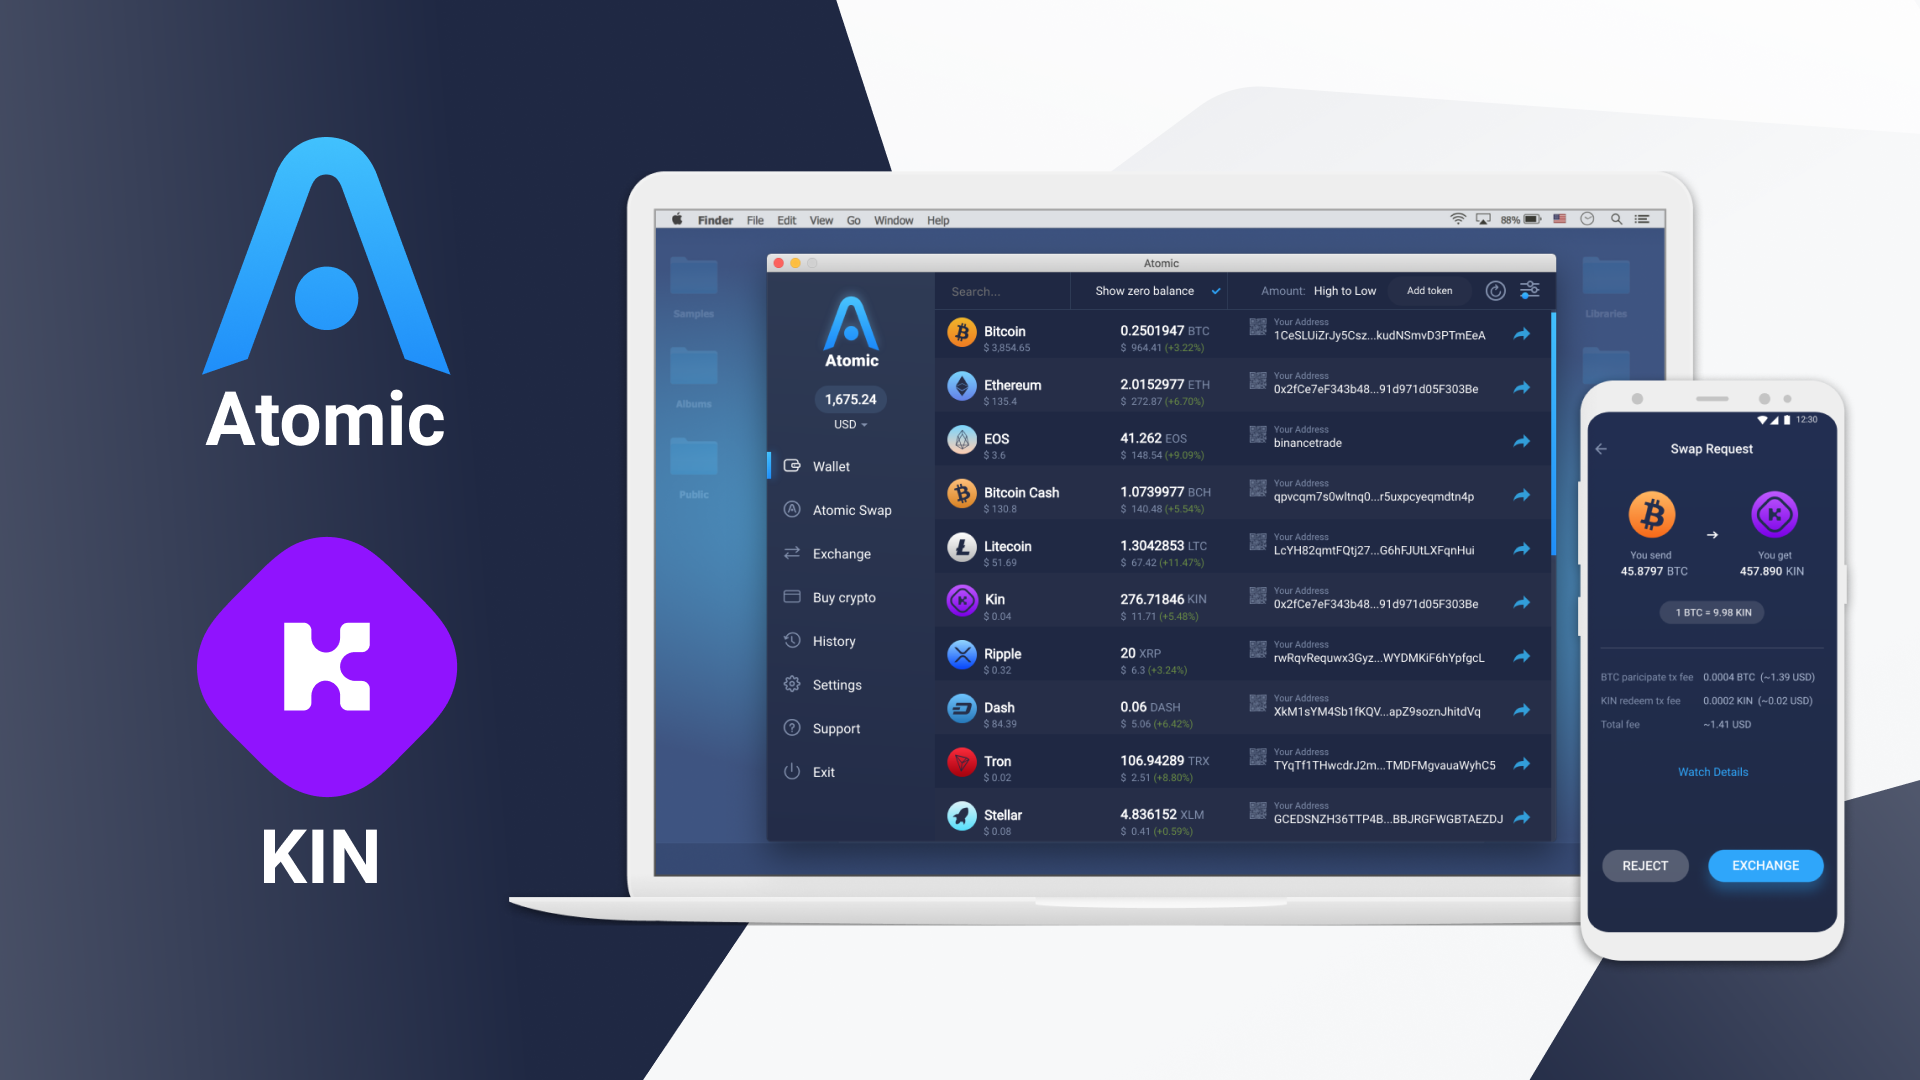 Atomic
KIN
Finder File Edit View Go Window Help
88%
Samples
Albums
Public
Libraries
Atomic
Atomic
1,675.24
USD
Wallet
Atomic Swap
Exchange
Buy crypto
History
Settings
Support
Exit
Search... Show zero balance Amount: High to Low Add token
Bitcoin 0.2501947 BTC Your Address
$ 3,854.65 $ 964.41 (+3.22%) 1CeSLUiZrJy5Csz...kudNSmvD3PTmEeA
Ethereum 2.0152977 ETH Your Address
$ 135.4 $ 272.87 (+6.70%) 0x2fCe7eF343b48...91d971d05F303Be
EOS 41.262 EOS Your Address
$ 3.6 $ 148.54 (+9.09%) binancetrade
Bitcoin Cash 1.0739977 BCH Your Address
$ 130.8 $ 140.48 (+5.54%) qpvcqm7s0wltnq0...r5uxpcyeqmdtn4p
Litecoin 1.3042853 LTC Your Address
$ 51.69 $ 67.42 (+11.47%) LcYH82qmtFQtj27...G6hFJUtLXFqnHui
Kin 276.71846 KIN Your Address
$ 0.04 $ 11.71 (+5.48%) 0x2fCe7eF343b48...91d971d05F303Be
Ripple 20 XRP Your Address
$ 0.32 $ 6.3 (+3.24%) rwRqvRequwx3Gyz...WYDMKiF6hYpfgcL
Dash 0.06 DASH Your Address
$ 84.39 $ 5.06 (+6.42%) XkM1sYM4Sb1fKQV...apZ9soznJhitdVq
Tron 106.94289 TRX Your Address
$ 0.02 $ 2.51 (+8.80%) TYqTf1THwcdrJ2m...TMDFMgvauaWyhC5
Stellar 4.836152 XLM Your Address
$ 0.08 $ 0.41 (+0.59%) GCEDSNZH36TTP4B...BBJRGFWGBTAEZDJ
12:30
Swap Request
You send You get
45.8797 BTC 457.890 KIN
1 BTC = 9.98 KIN
BTC paricipate tx fee 0.0004 BTC (~1.39 USD)
KIN redeem tx fee 0.0002 KIN (~0.02 USD)
Total fee ~1.41 USD
Watch Details
REJECT EXCHANGE